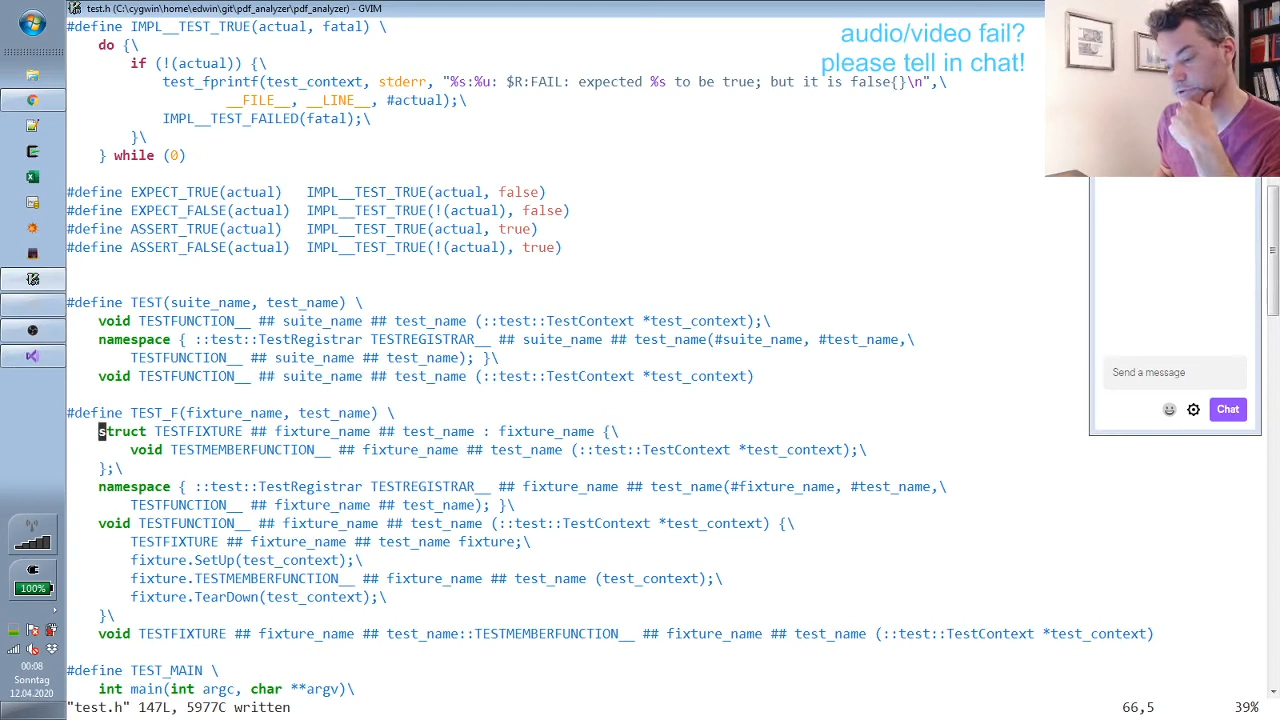 test.h (C:\cygwin\home\edwin\git\pdf_analyzer\pdf_analyzer) - GVIM
#define IMPL__TEST_TRUE(actual, fatal) \
    do {\
        if (!(actual)) {\
            test_fprintf(test_context, stderr, "%s:%u: $R:FAIL: expected %s to be true; but it is false{}\n",\
                    __FILE__, __LINE__, #actual);\
            IMPL__TEST_FAILED(fatal);\
        }\
    } while (0)
#define EXPECT_TRUE(actual)   IMPL__TEST_TRUE(actual, false)
#define EXPECT_FALSE(actual)  IMPL__TEST_TRUE(!(actual), false)
#define ASSERT_TRUE(actual)   IMPL__TEST_TRUE(actual, true)
#define ASSERT_FALSE(actual)  IMPL__TEST_TRUE(!(actual), true)
#define TEST(suite_name, test_name) \
    void TESTFUNCTION__ ## suite_name ## test_name (::test::TestContext *test_context);\
    namespace { ::test::TestRegistrar TESTREGISTRAR__ ## suite_name ## test_name(#suite_name, #test_name,\
        TESTFUNCTION__ ## suite_name ## test_name); }\
    void TESTFUNCTION__ ## suite_name ## test_name (::test::TestContext *test_context)
#define TEST_F(fixture_name, test_name) \
    struct TESTFIXTURE ## fixture_name ## test_name : fixture_name {\
        void TESTMEMBERFUNCTION__ ## fixture_name ## test_name (::test::TestContext *test_context);\
    };\
    namespace { ::test::TestRegistrar TESTREGISTRAR__ ## fixture_name ## test_name(#fixture_name, #test_name,\
        TESTFUNCTION__ ## fixture_name ## test_name); }\
    void TESTFUNCTION__ ## fixture_name ## test_name (::test::TestContext *test_context) {\
        TESTFIXTURE ## fixture_name ## test_name fixture;\
        fixture.SetUp(test_context);\
        fixture.TESTMEMBERFUNCTION__ ## fixture_name ## test_name (test_context);\
        fixture.TearDown(test_context);\
    }\
    void TESTFIXTURE ## fixture_name ## test_name::TESTMEMBERFUNCTION__ ## fixture_name ## test_name (::test::TestContext *test_context)
#define TEST_MAIN \
    int main(int argc, char **argv)\
"test.h" 147L, 5977C written
66,5
39%
audio/video fail?
please tell in chat!
Send a message
Chat
100%
00:08
Sonntag
12.04.2020